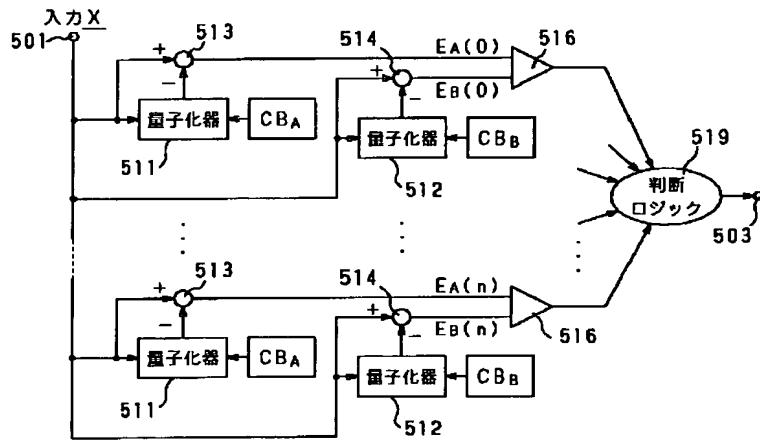 入力 X
501
513
+
−
量子化器
CBA
511
514
+
−
量子化器
CBB
512
EA(0)
EB(0)
516
519
判断
ロジック
503
513
+
−
量子化器
CBA
511
514
+
−
量子化器
CBB
512
EA(n)
EB(n)
516